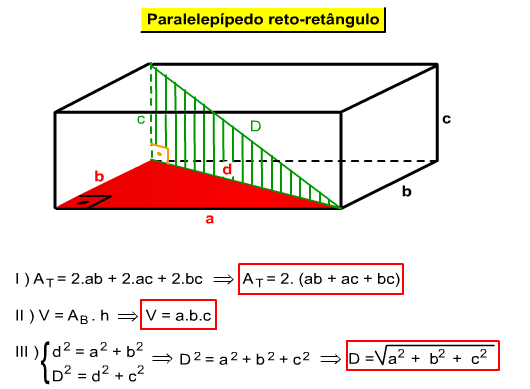 Paralelepípedo reto-retângulo
c
D
c
b
d
b
a
I ) A_T = 2.ab + 2.ac + 2.bc ⇒ A_T = 2. (ab + ac + bc)
II ) V = A_B . h ⇒ V = a.b.c
III ) { d² = a² + b²
D² = d² + c² ⇒ D² = a² + b² + c² ⇒ D = √(a² + b² + c²)